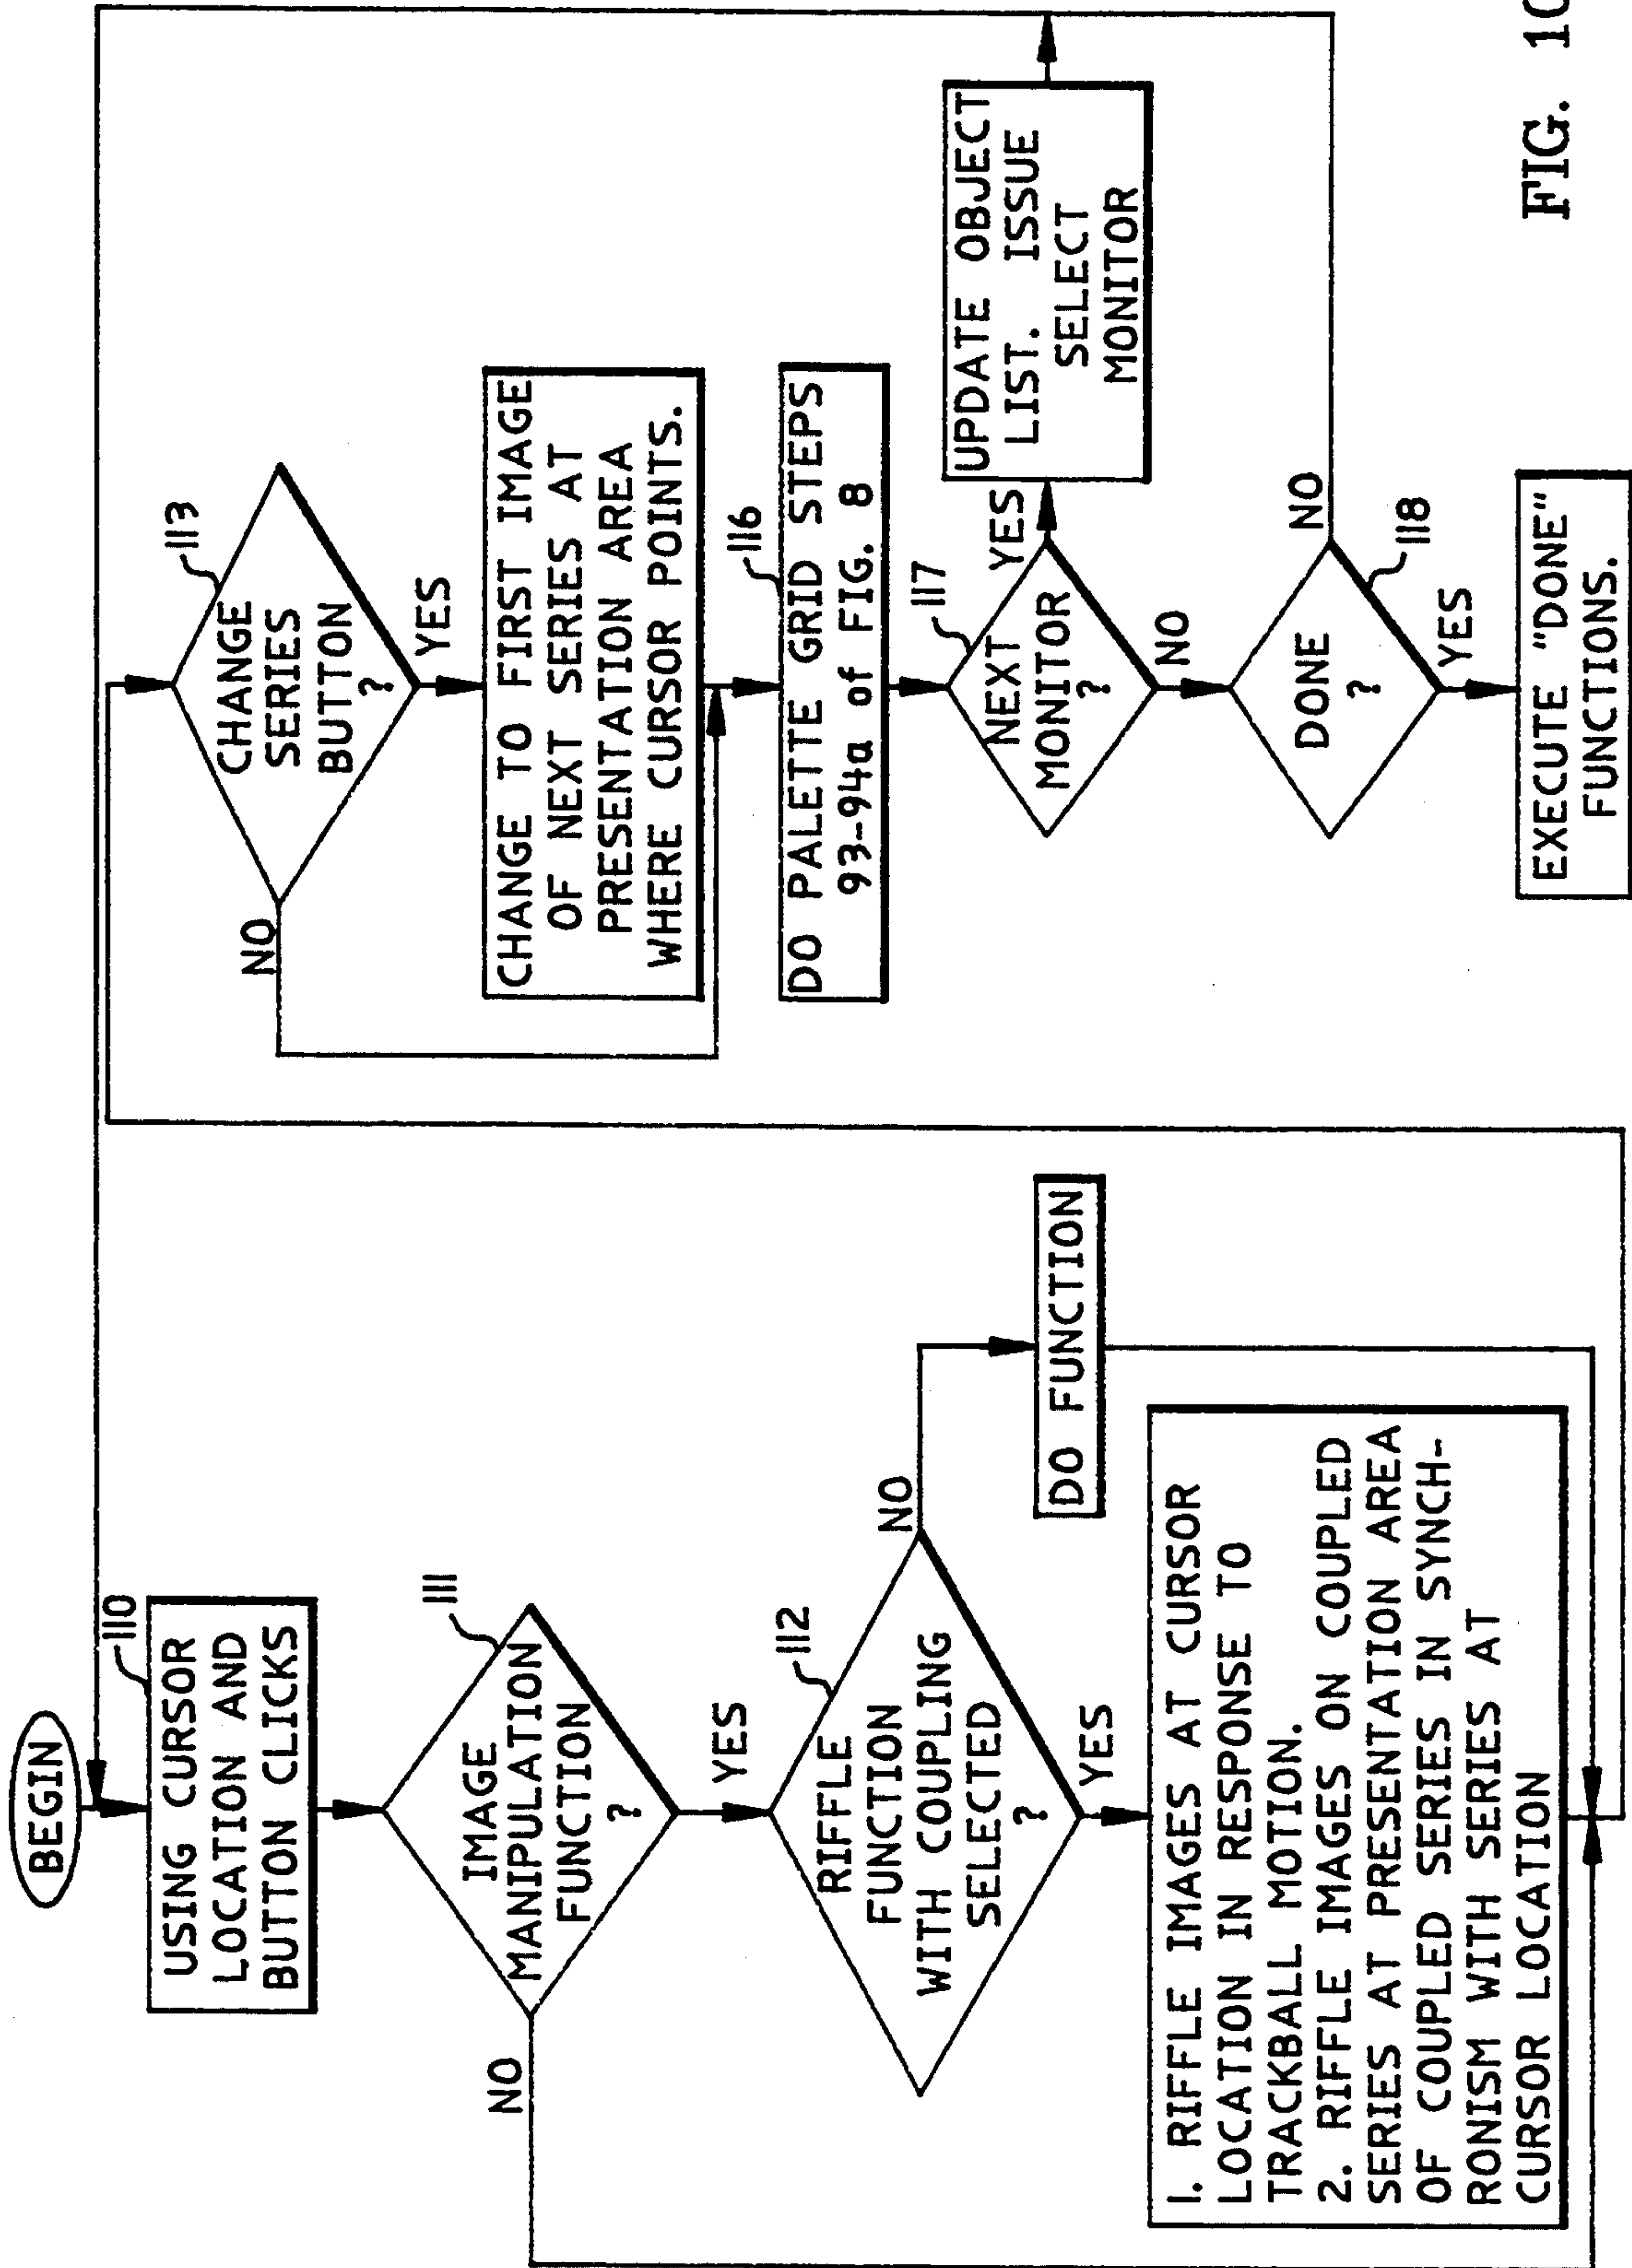 BEGIN
110
USING CURSOR
LOCATION AND
BUTTON CLICKS
111
IMAGE
MANIPULATION
FUNCTION
?
NO
YES
112
RIFFLE
FUNCTION
WITH COUPLING
SELECTED
?
NO
YES
DO FUNCTION
1. RIFFLE IMAGES AT CURSOR
LOCATION IN RESPONSE TO
TRACKBALL MOTION.
2. RIFFLE IMAGES ON COUPLED
SERIES AT PRESENTATION AREA
OF COUPLED SERIES IN SYNCH-
RONISM WITH SERIES AT
CURSOR LOCATION
113
CHANGE
SERIES
BUTTON
?
NO
YES
CHANGE TO FIRST IMAGE
OF NEXT SERIES AT
PRESENTATION AREA
WHERE CURSOR POINTS.
116
DO PALETTE GRID STEPS
93-94a of FIG. 8
117
NEXT
MONITOR
?
YES
NO
UPDATE OBJECT
LIST. ISSUE
SELECT
MONITOR
DONE
?
NO
118
YES
EXECUTE "DONE"
FUNCTIONS.
FIG. 10